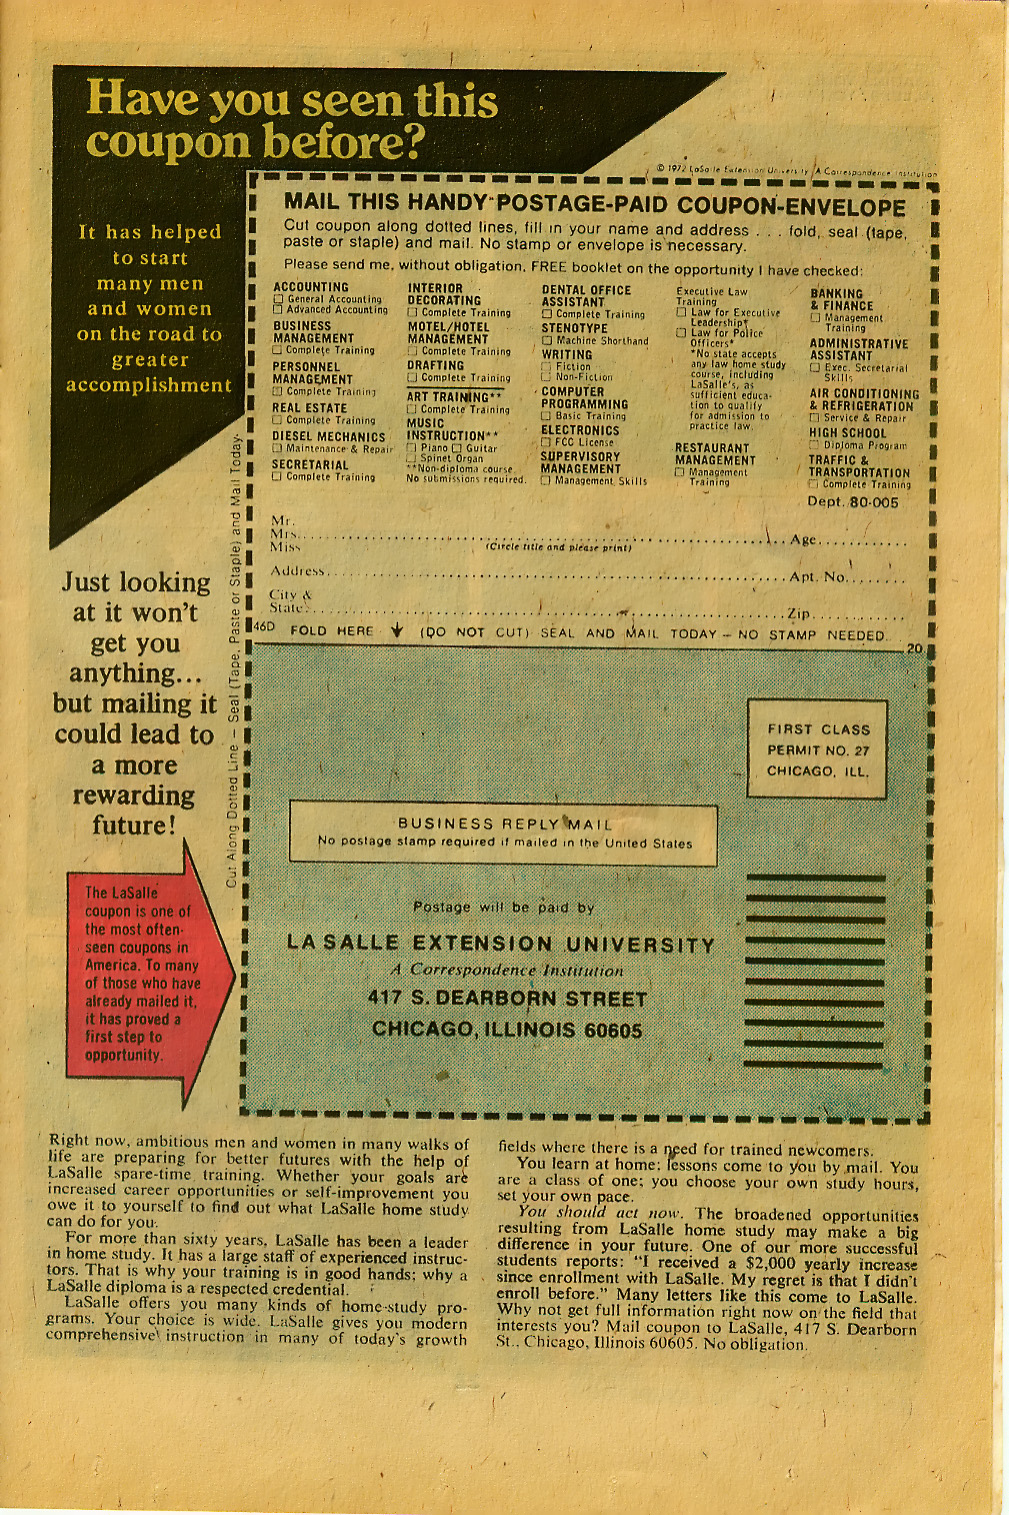 Have you seen this
coupon before?
It has helped
to start
many men
and women
on the road to
greater
accomplishment
© 1972 LaSalle Extension University, A Correspondence Institution
MAIL THIS HANDY POSTAGE-PAID COUPON-ENVELOPE
Cut coupon along dotted lines, fill in your name and address . . . fold, seal (tape,
paste or staple) and mail. No stamp or envelope is necessary.
Please send me, without obligation, FREE booklet on the opportunity I have checked:
ACCOUNTING
☐ General Accounting
☐ Advanced Accounting
BUSINESS
MANAGEMENT
☐ Complete Training
PERSONNEL
MANAGEMENT
☐ Complete Training
REAL ESTATE
☐ Complete Training
DIESEL MECHANICS
☐ Maintenance & Repair
SECRETARIAL
☐ Complete Training
INTERIOR
DECORATING
☐ Complete Training
MOTEL/HOTEL
MANAGEMENT
☐ Complete Training
DRAFTING
☐ Complete Training
ART TRAINING**
☐ Complete Training
MUSIC
INSTRUCTION**
☐ Piano ☐ Guitar
☐ Spinet Organ
**Non-diploma course.
No submissions required.
DENTAL OFFICE
ASSISTANT
☐ Complete Training
STENOTYPE
☐ Machine Shorthand
WRITING
☐ Fiction
☐ Non-Fiction
COMPUTER
PROGRAMMING
☐ Basic Training
ELECTRONICS
☐ FCC License
SUPERVISORY
MANAGEMENT
☐ Management Skills
Executive Law
Training
☐ Law for Executive
Leadership*
☐ Law for Police
Officers*
*No state accepts
any law home study
course, including
LaSalle's, as
sufficient educa-
tion to qualify
for admission to
practice law.
RESTAURANT
MANAGEMENT
☐ Management
Training
BANKING
& FINANCE
☐ Management
Training
ADMINISTRATIVE
ASSISTANT
☐ Exec. Secretarial
Skills
AIR CONDITIONING
& REFRIGERATION
☐ Service & Repair
HIGH SCHOOL
☐ Diploma Program
TRAFFIC &
TRANSPORTATION
☐ Complete Training
Dept. 80-005
Mr.
Mrs. Age
Miss (Circle title and please print)
Address Apt. No.
City &
State Zip
46D FOLD HERE (DO NOT CUT) SEAL AND MAIL TODAY — NO STAMP NEEDED.
20
Cut Along Dotted Line — Seal (Tape, Paste or Staple) and Mail Today.
Just looking
at it won't
get you
anything...
but mailing it
could lead to
a more
rewarding
future!
The LaSalle
coupon is one of
the most often-
seen coupons in
America. To many
of those who have
already mailed it,
it has proved a
first step to
opportunity.
FIRST CLASS
PERMIT NO. 27
CHICAGO, ILL.
BUSINESS REPLY MAIL
No postage stamp required if mailed in the United States
Postage will be paid by
LA SALLE EXTENSION UNIVERSITY
A Correspondence Institution
417 S. DEARBORN STREET
CHICAGO, ILLINOIS 60605
Right now, ambitious men and women in many walks of
life are preparing for better futures with the help of
LaSalle spare-time training. Whether your goals are
increased career opportunities or self-improvement you
owe it to yourself to find out what LaSalle home study
can do for you.
For more than sixty years, LaSalle has been a leader
in home study. It has a large staff of experienced instruc-
tors. That is why your training is in good hands; why a
LaSalle diploma is a respected credential.
LaSalle offers you many kinds of home-study pro-
grams. Your choice is wide. LaSalle gives you modern
comprehensive instruction in many of today's growth
fields where there is a need for trained newcomers.
You learn at home; lessons come to you by mail. You
are a class of one; you choose your own study hours,
set your own pace.
You should act now. The broadened opportunities
resulting from LaSalle home study may make a big
difference in your future. One of our more successful
students reports: "I received a $2,000 yearly increase
since enrollment with LaSalle. My regret is that I didn't
enroll before." Many letters like this come to LaSalle.
Why not get full information right now on the field that
interests you? Mail coupon to LaSalle, 417 S. Dearborn
St., Chicago, Illinois 60605. No obligation.